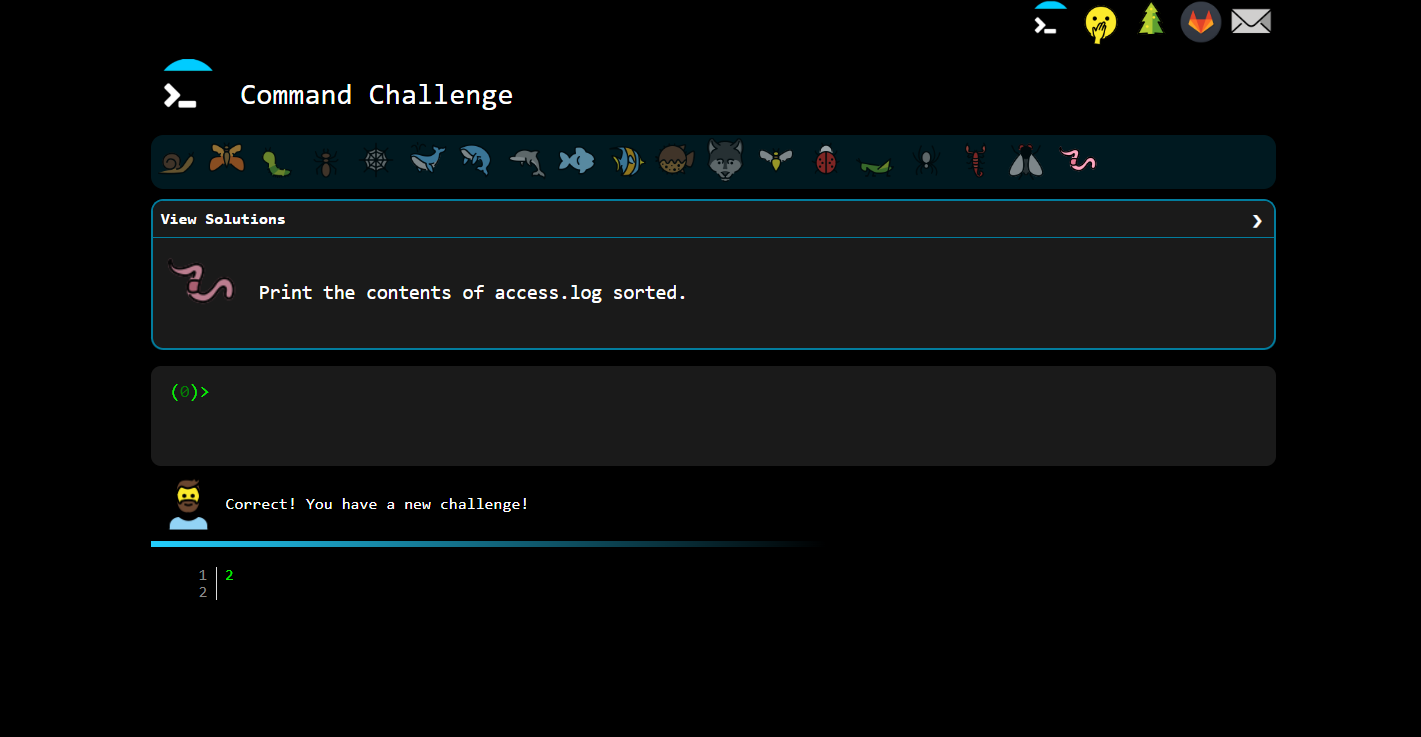 Command Challenge
View Solutions
Print the contents of access.log sorted.
(0)>
Correct! You have a new challenge!
1 2
2